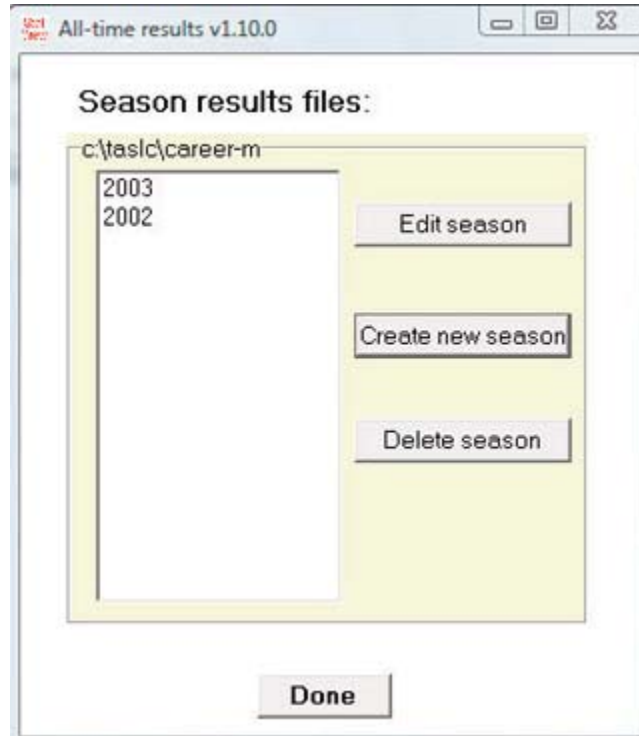 All-time results v1.10.0
Season results files:
c:\taslc\career-m
2003
2002
Edit season
Create new season
Delete season
Done